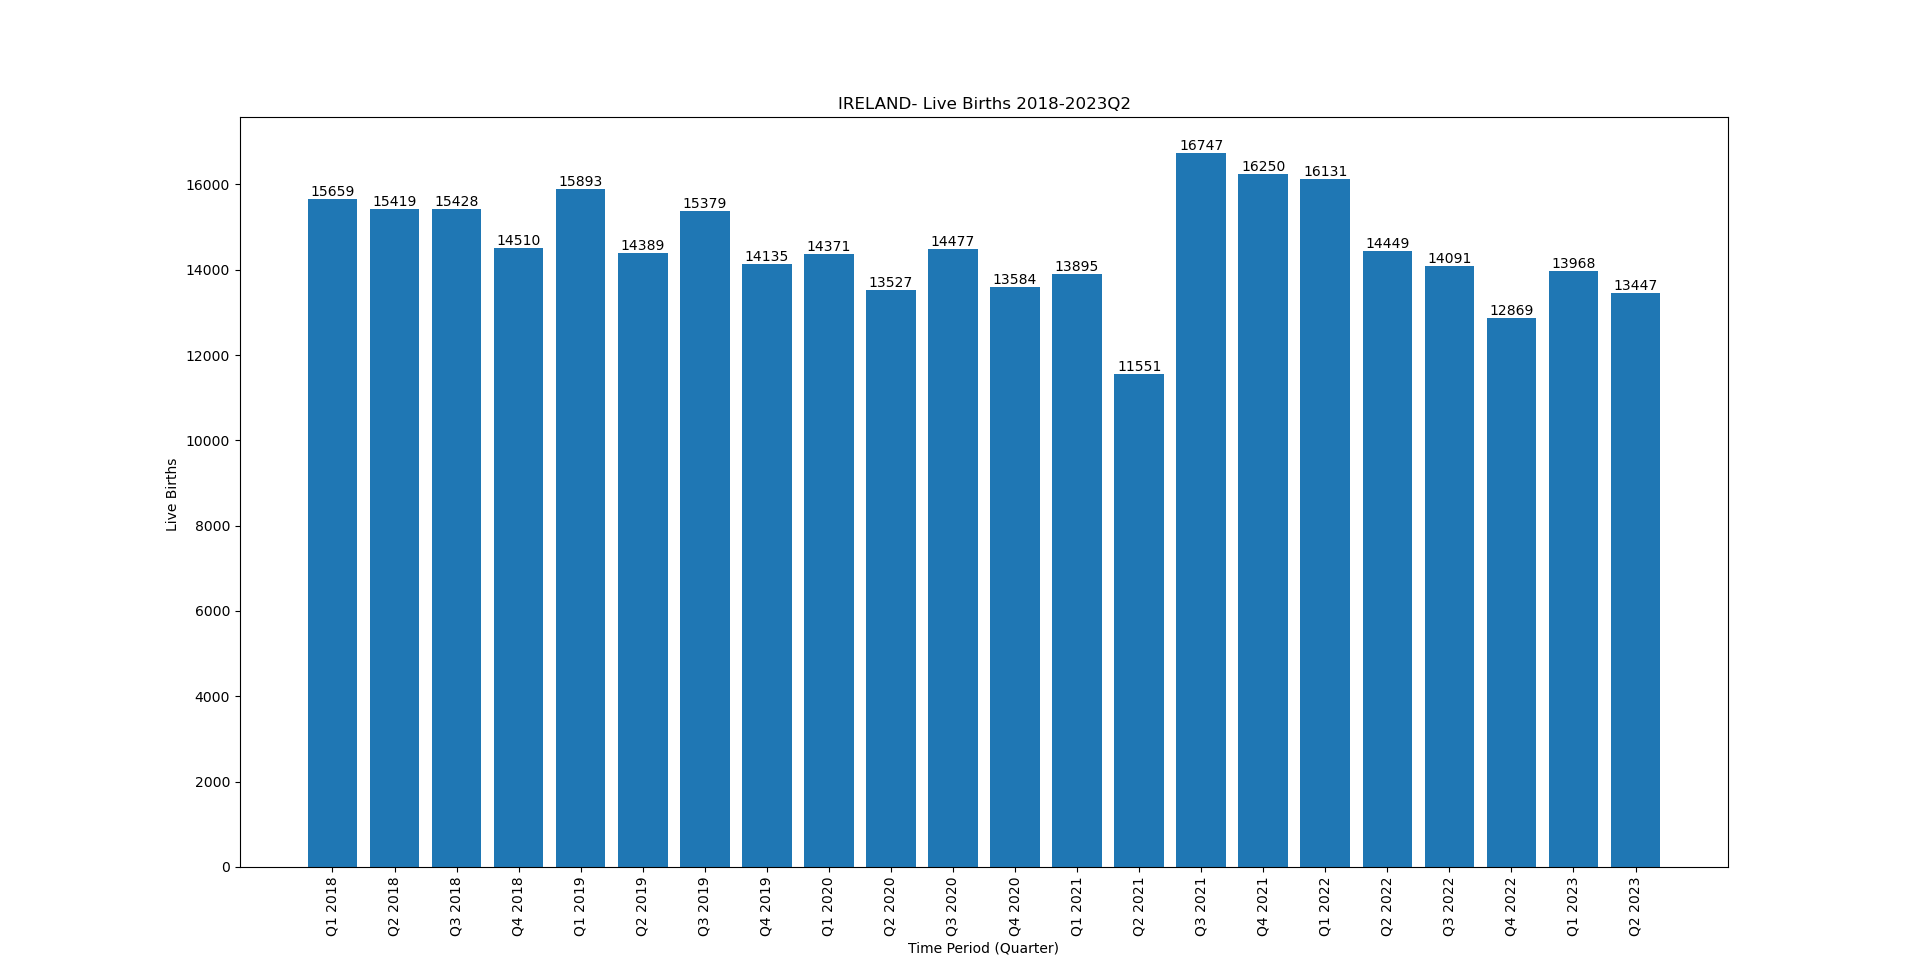 IRELAND- Live Births 2018-2023Q2
Live Births
16000
14000
12000
10000
8000
6000
4000
2000
0
15659
15419
15428
14510
15893
14389
15379
14135
14371
13527
14477
13584
13895
11551
16747
16250
16131
14449
14091
12869
13968
13447
Q1 2018
Q2 2018
Q3 2018
Q4 2018
Q1 2019
Q2 2019
Q3 2019
Q4 2019
Q1 2020
Q2 2020
Q3 2020
Q4 2020
Q1 2021
Q2 2021
Q3 2021
Q4 2021
Q1 2022
Q2 2022
Q3 2022
Q4 2022
Q1 2023
Q2 2023
Time Period (Quarter)